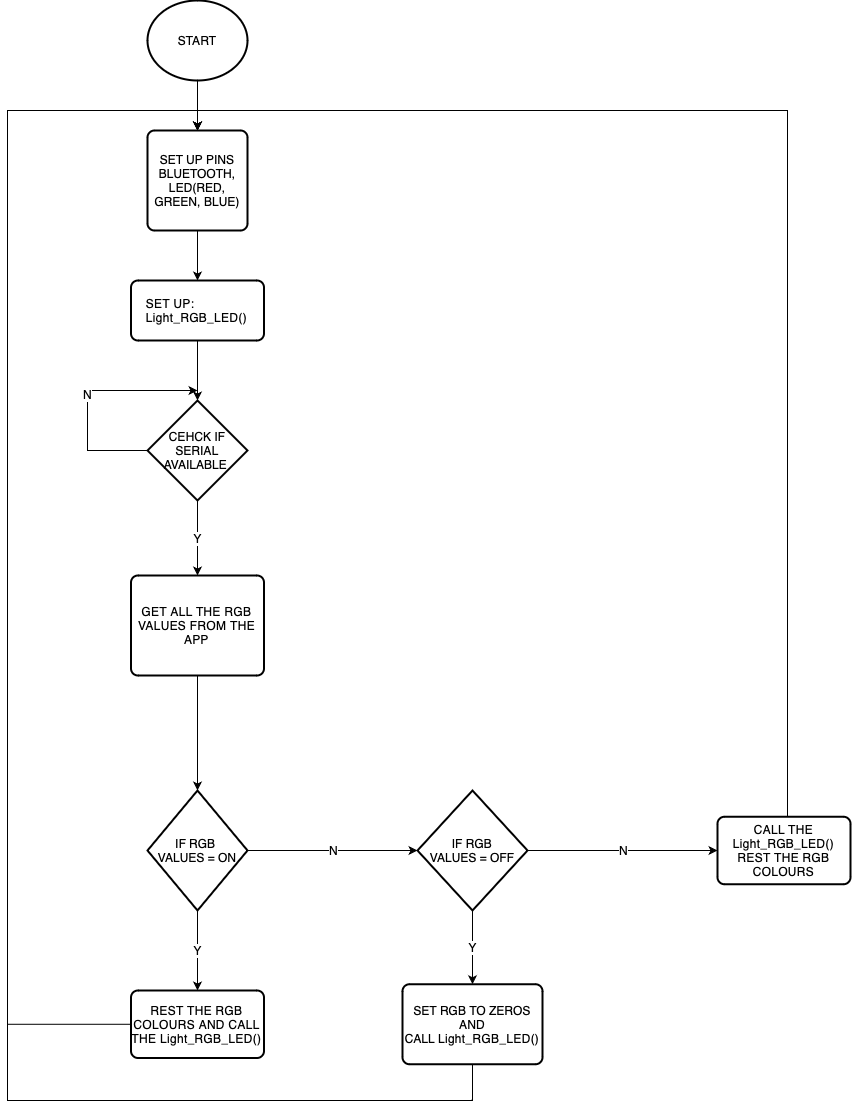 START
SET UP PINS
BLUETOOTH,
LED(RED,
GREEN, BLUE)
SET UP:
Light_RGB_LED()
N
CEHCK IF
SERIAL
AVAILABLE
Y
GET ALL THE RGB
VALUES FROM THE
APP
IF RGB
VALUES = ON
N
IF RGB
VALUES = OFF
N
CALL THE
Light_RGB_LED()
REST THE RGB
COLOURS
Y
Y
REST THE RGB
COLOURS AND CALL
THE Light_RGB_LED()
SET RGB TO ZEROS
AND
CALL Light_RGB_LED()